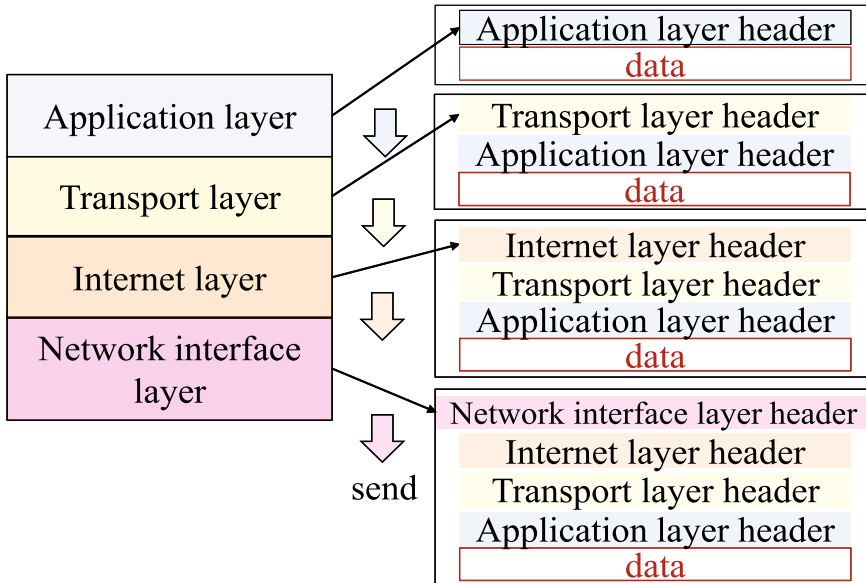 Application layer
Transport layer
Internet layer
Network interface
layer
send
Application layer header
data
Transport layer header
Application layer header
data
Internet layer header
Transport layer header
Application layer header
data
Network interface layer header
Internet layer header
Transport layer header
Application layer header
data